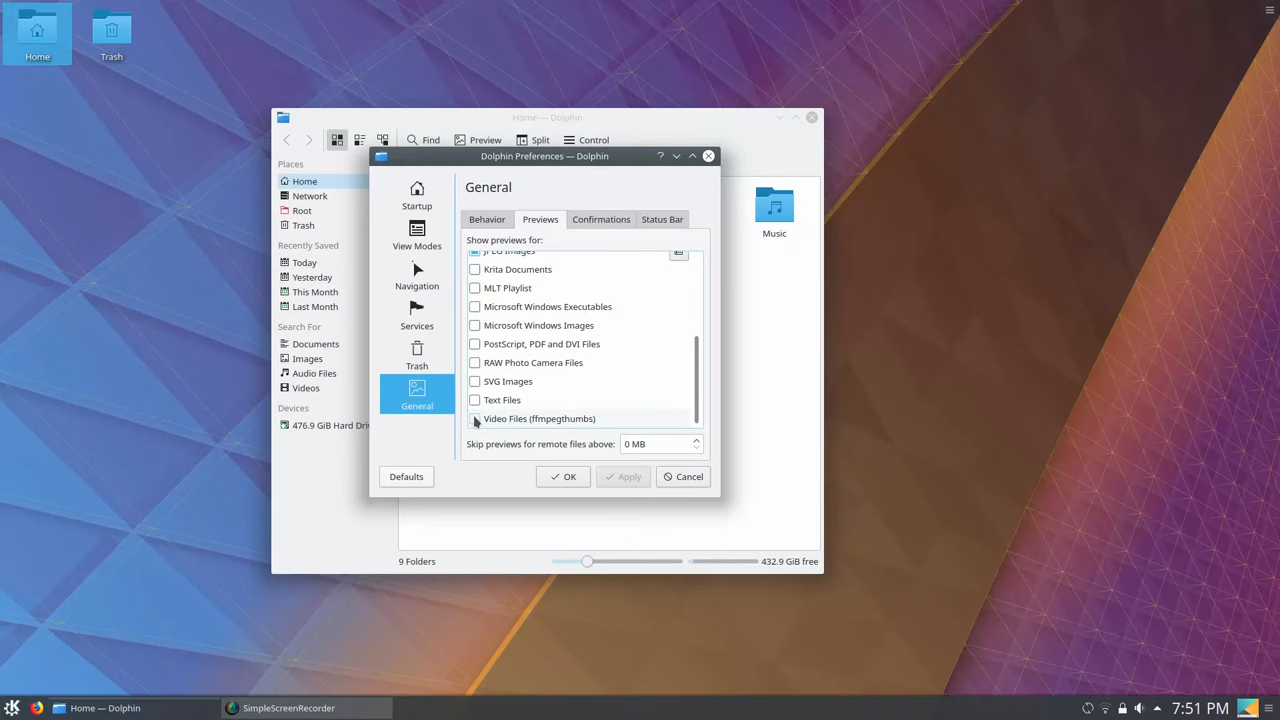 Home
Trash
Home — Dolphin
Find
Preview
Split
Control
Places
Home
Network
Root
Trash
Recently Saved
Today
Yesterday
This Month
Last Month
Search For
Documents
Images
Audio Files
Videos
Devices
476.9 GiB Hard Driv
Music
9 Folders
432.9 GiB free
Dolphin Preferences — Dolphin
Startup
View Modes
Navigation
Services
Trash
General
General
Behavior
Previews
Confirmations
Status Bar
Show previews for:
JPEG Images
Krita Documents
MLT Playlist
Microsoft Windows Executables
Microsoft Windows Images
PostScript, PDF and DVI Files
RAW Photo Camera Files
SVG Images
Text Files
Video Files (ffmpegthumbs)
Skip previews for remote files above:
0 MB
Defaults
OK
Apply
Cancel
Home — Dolphin
SimpleScreenRecorder
7:51 PM